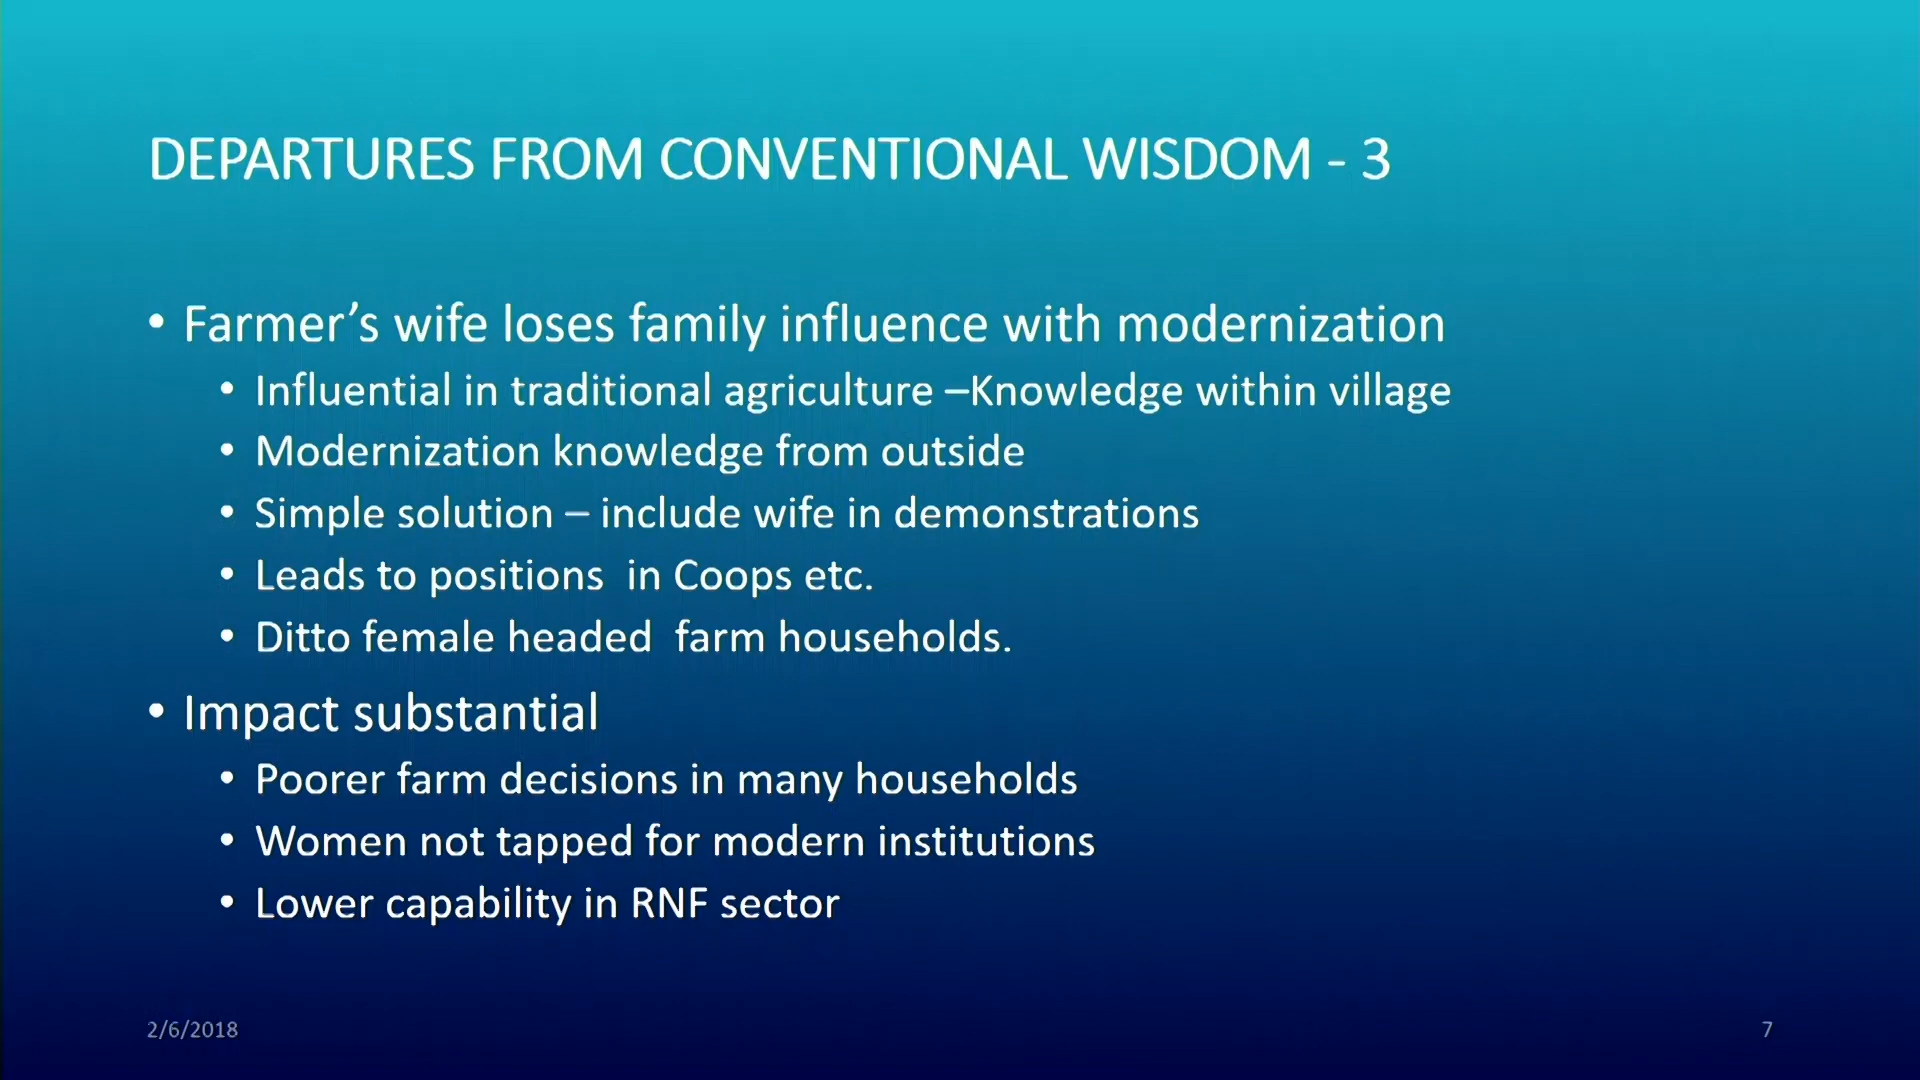 DEPARTURES FROM CONVENTIONAL WISDOM - 3
• Farmer’s wife loses family influence with modernization
• Influential in traditional agriculture –Knowledge within village
• Modernization knowledge from outside
• Simple solution – include wife in demonstrations
• Leads to positions  in Coops etc.
• Ditto female headed  farm households.
• Impact substantial
• Poorer farm decisions in many households
• Women not tapped for modern institutions
• Lower capability in RNF sector
2/6/2018
7